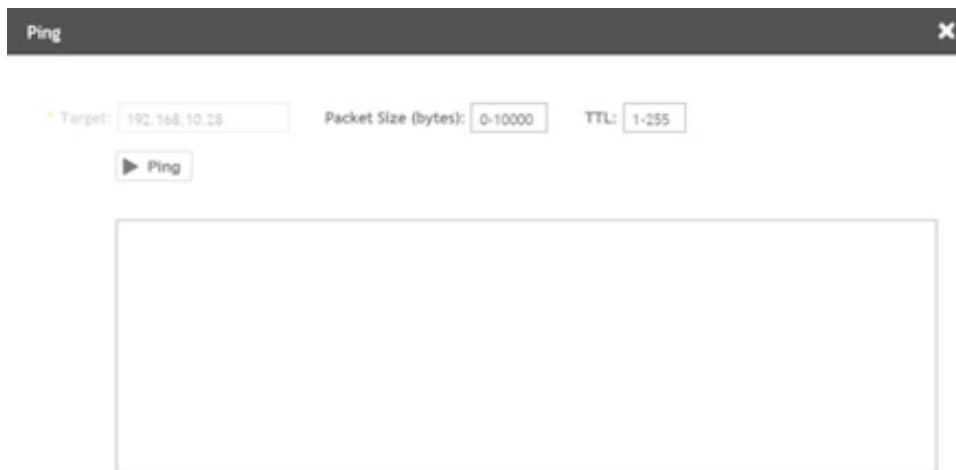 Ping
* Target: 192.168.10.28 Packet Size (bytes): 0-10000 TTL: 1-255
Ping